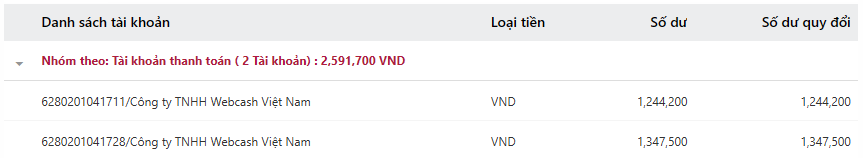 Danh sách tài khoản Loại tiền Số dư Số dư quy đổi
Nhóm theo: Tài khoản thanh toán ( 2 Tài khoản) : 2,591,700 VND
6280201041711/Công ty TNHH Webcash Việt Nam VND 1,244,200 1,244,200
6280201041728/Công ty TNHH Webcash Việt Nam VND 1,347,500 1,347,500